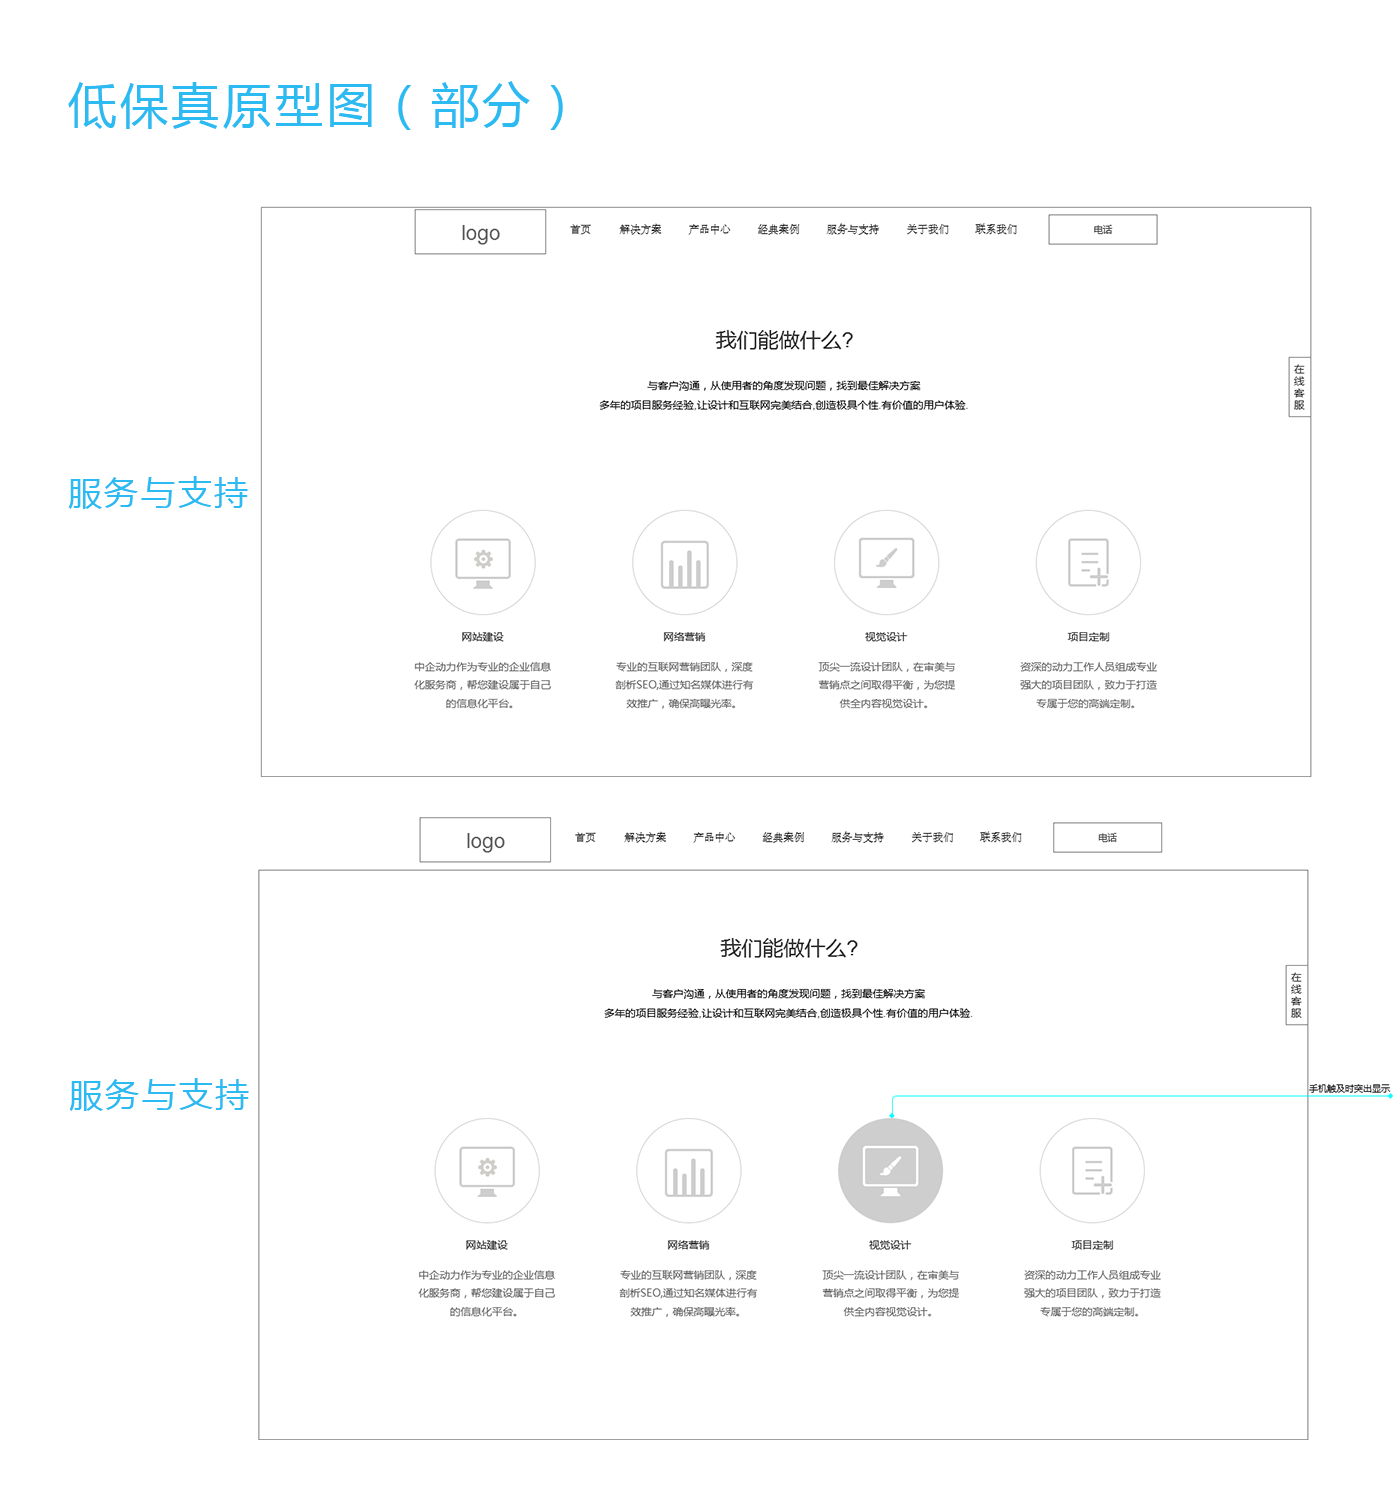 低保真原型图（部分）
logo
首页 解决方案 产品中心 经典案例 服务与支持 关于我们 联系我们 电话
我们能做什么?
在线客服
与客户沟通，从使用者的角度发现问题，找到最佳解决方案
多年的项目服务经验,让设计和互联网完美结合,创造极具个性.有价值的用户体验.
服务与支持
网站建设 网络营销 视觉设计 项目定制
中企动力作为专业的企业信息 专业的互联网营销团队，深度 顶尖一流设计团队，在审美与 资深的动力工作人员组成专业
化服务商，帮您建设属于自己 剖析SEO,通过知名媒体进行有 营销点之间取得平衡，为您提 强大的项目团队，致力于打造
的信息化平台。 效推广，确保高曝光率。 供全内容视觉设计。 专属于您的高端定制。
logo
首页 解决方案 产品中心 经典案例 服务与支持 关于我们 联系我们 电话
我们能做什么?
在线客服
与客户沟通，从使用者的角度发现问题，找到最佳解决方案
多年的项目服务经验,让设计和互联网完美结合,创造极具个性.有价值的用户体验.
手机触及时突出显示
服务与支持
网站建设 网络营销 视觉设计 项目定制
中企动力作为专业的企业信息 专业的互联网营销团队，深度 顶尖一流设计团队，在审美与 资深的动力工作人员组成专业
化服务商，帮您建设属于自己 剖析SEO,通过知名媒体进行有 营销点之间取得平衡，为您提 强大的项目团队，致力于打造
的信息化平台。 效推广，确保高曝光率。 供全内容视觉设计。 专属于您的高端定制。